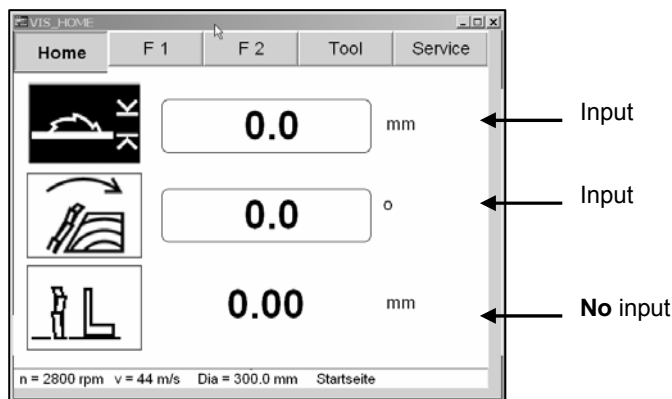 VIS_HOME
Home F 1 F 2 Tool Service
0.0 mm Input
0.0 o Input
0.00 mm No input
n = 2800 rpm v = 44 m/s Dia = 300.0 mm Startseite